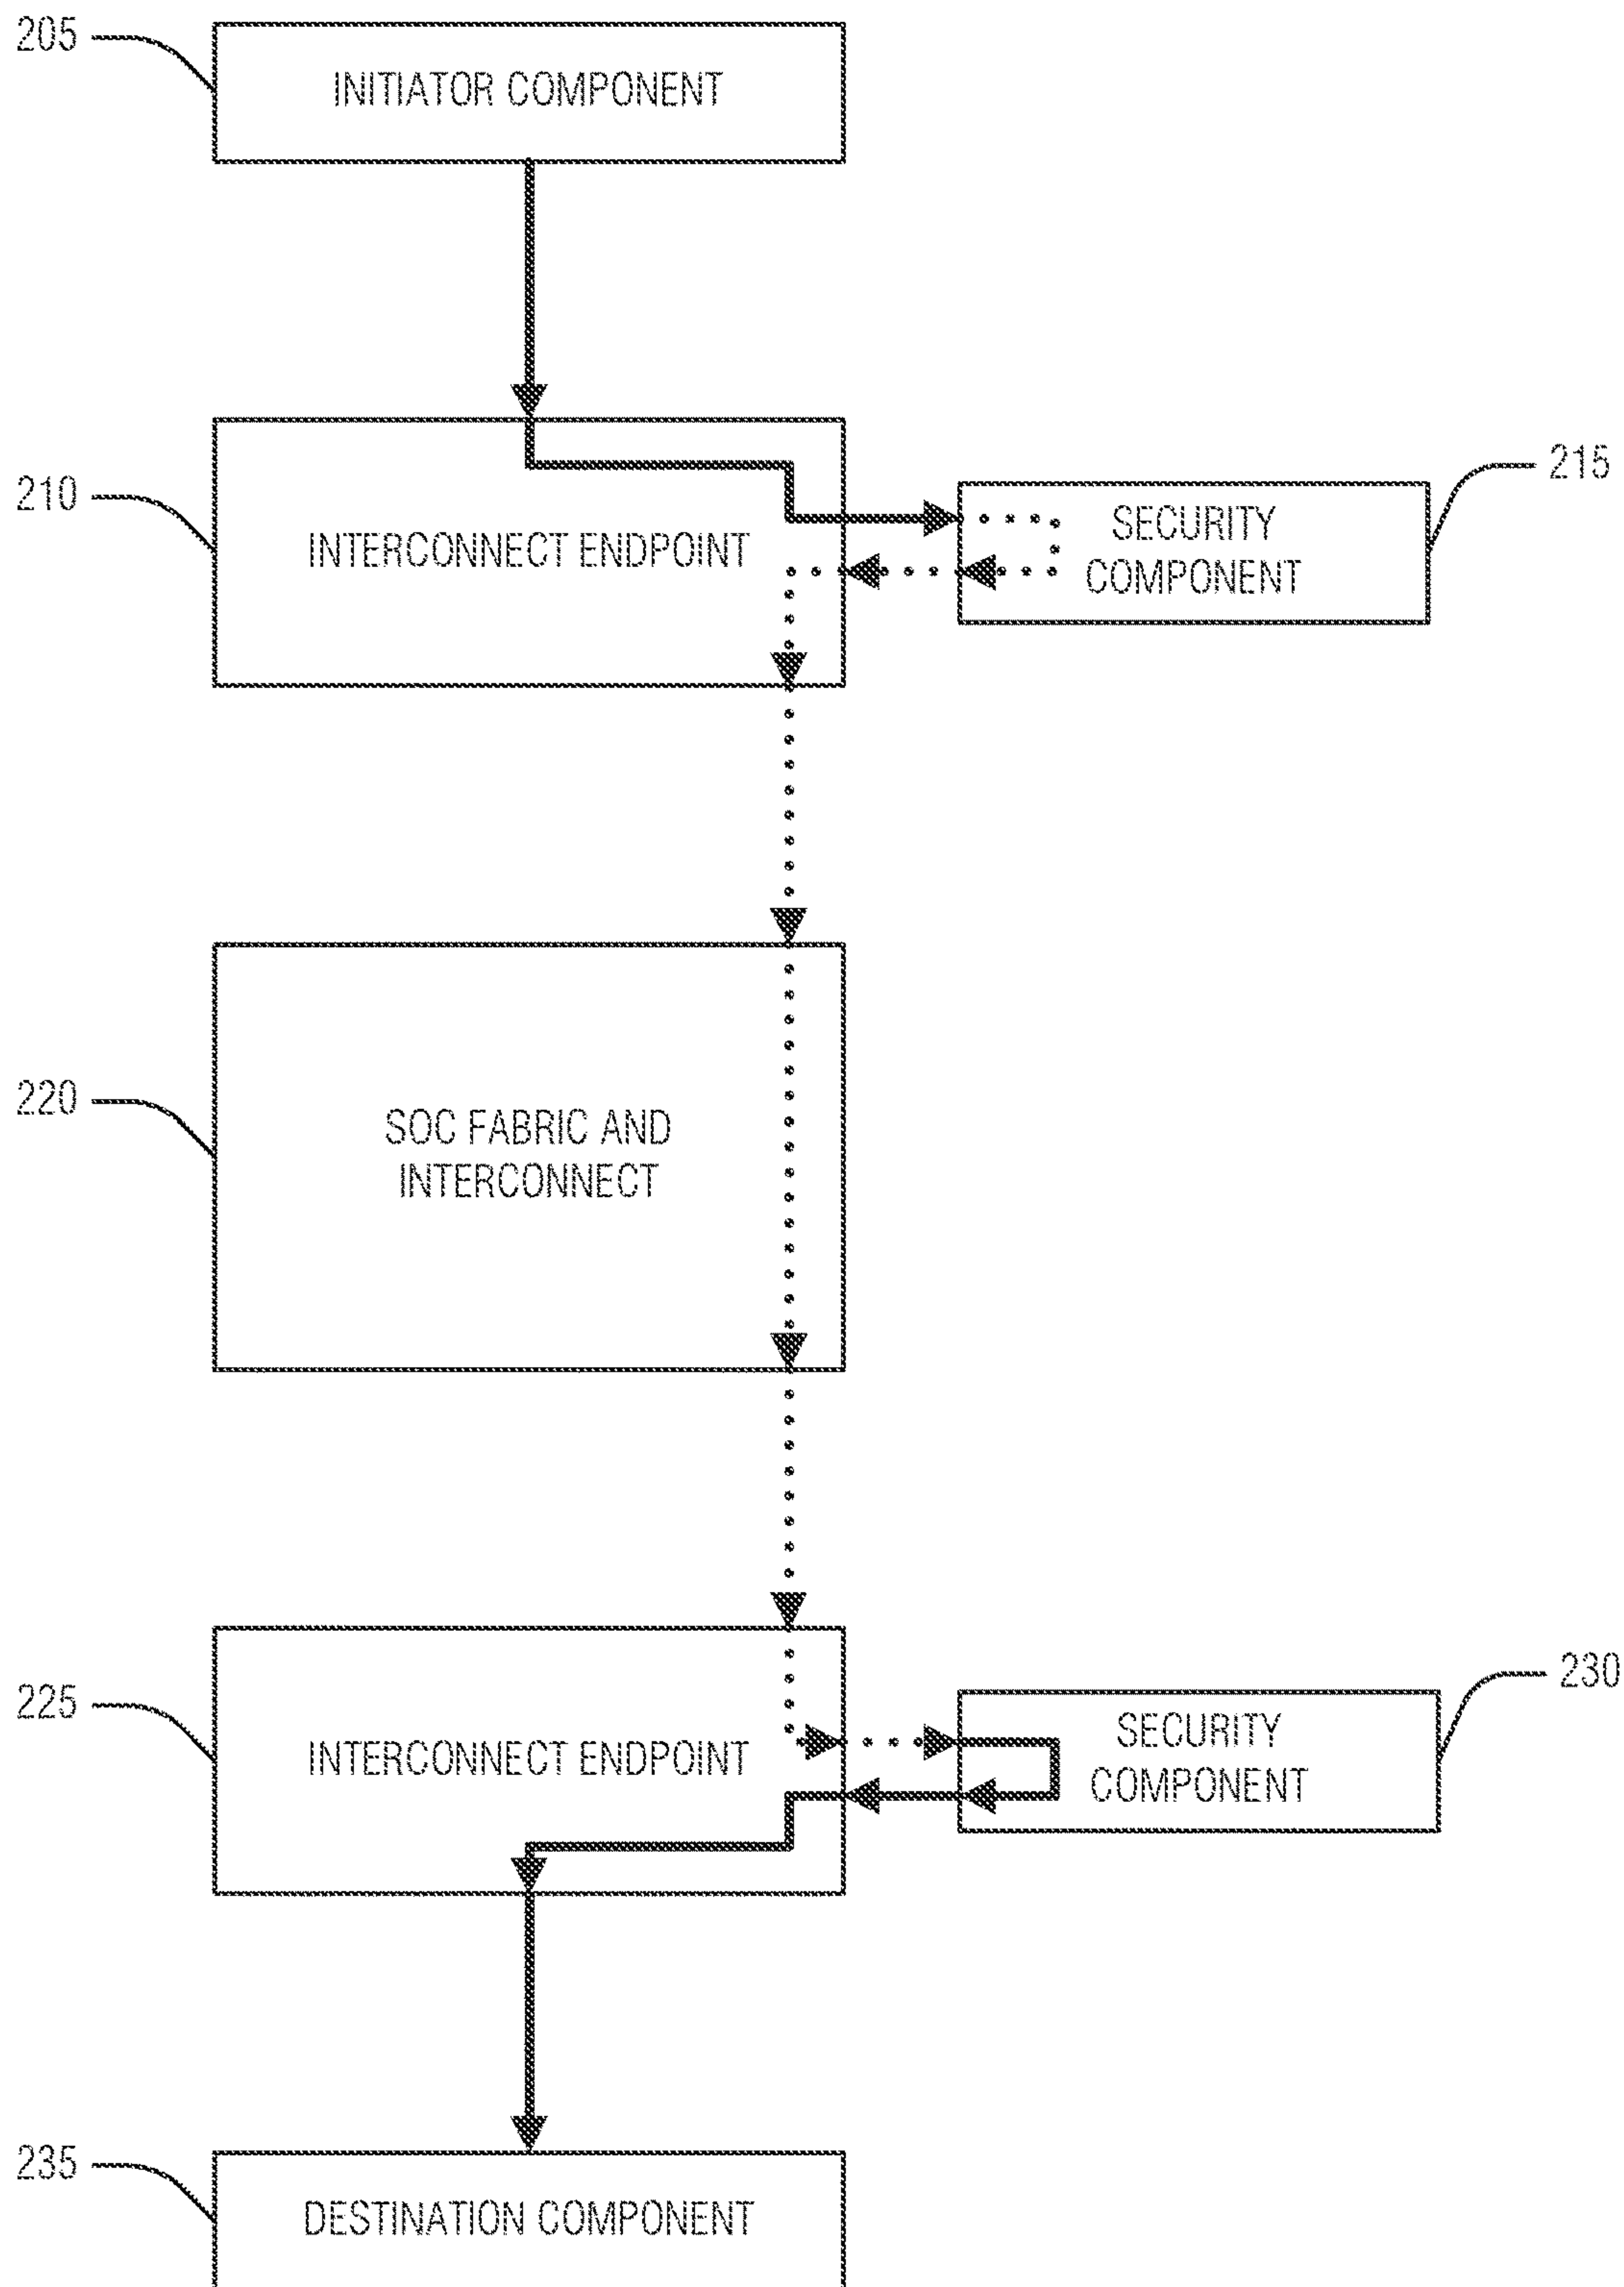 205
INITIATOR COMPONENT
210
INTERCONNECT ENDPOINT
215
SECURITY
COMPONENT
220
SOC FABRIC AND
INTERCONNECT
225
INTERCONNECT ENDPOINT
230
SECURITY
COMPONENT
235
DESTINATION COMPONENT